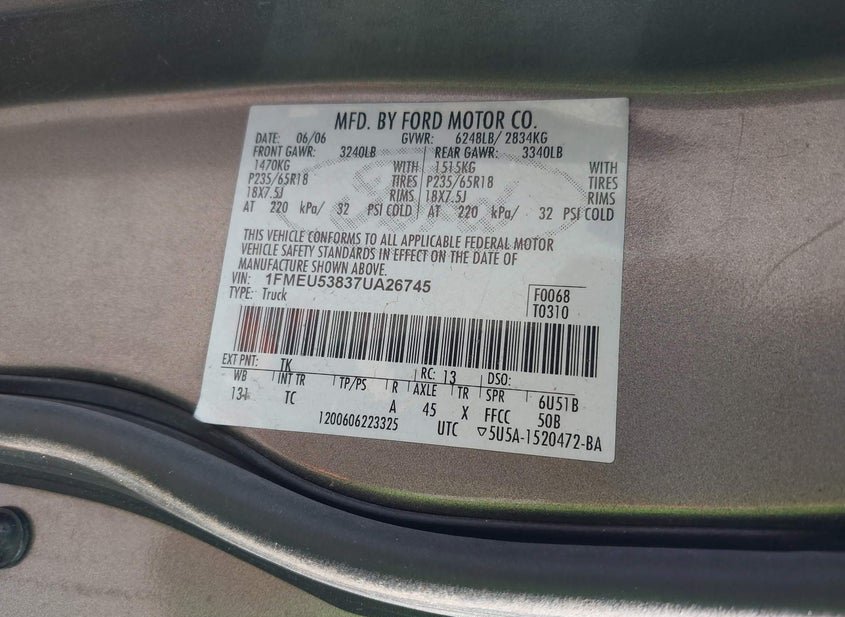 MFD. BY FORD MOTOR CO.
DATE: 06/06 GVWR: 6248LB/ 2834KG
FRONT GAWR: 3240LB REAR GAWR: 3340LB
1470KG WITH 1515KG WITH
P235/65R18 TIRES P235/65R18 TIRES
18X7.5J RIMS 18X7.5J RIMS
AT 220 kPa/ 32 PSI COLD AT 220 kPa/ 32 PSI COLD
THIS VEHICLE CONFORMS TO ALL APPLICABLE FEDERAL MOTOR
VEHICLE SAFETY STANDARDS IN EFFECT ON THE DATE OF
MANUFACTURE SHOWN ABOVE.
VIN: 1FMEU53837UA26745 F0068
TYPE: Truck T0310
EXT PNT: TK RC: 13 DSO:
WB INT TR TP/PS R AXLE TR SPR 6U51B
131 TC A 45 X FFCC 50B
1200606223325 UTC ▽5U5A-1520472-BA